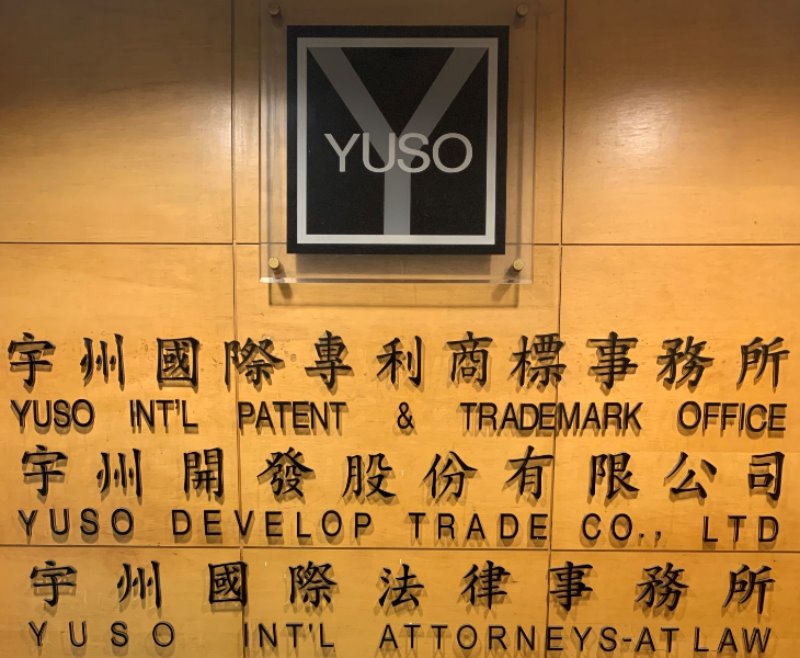 YUSO
宇州國際專利商標事務所
YUSO INT'L PATENT & TRADEMARK OFFICE
宇州開發股份有限公司
YUSO DEVELOP TRADE CO., LTD
宇州國際法律事務所
YUSO INT'L ATTORNEYS-AT LAW